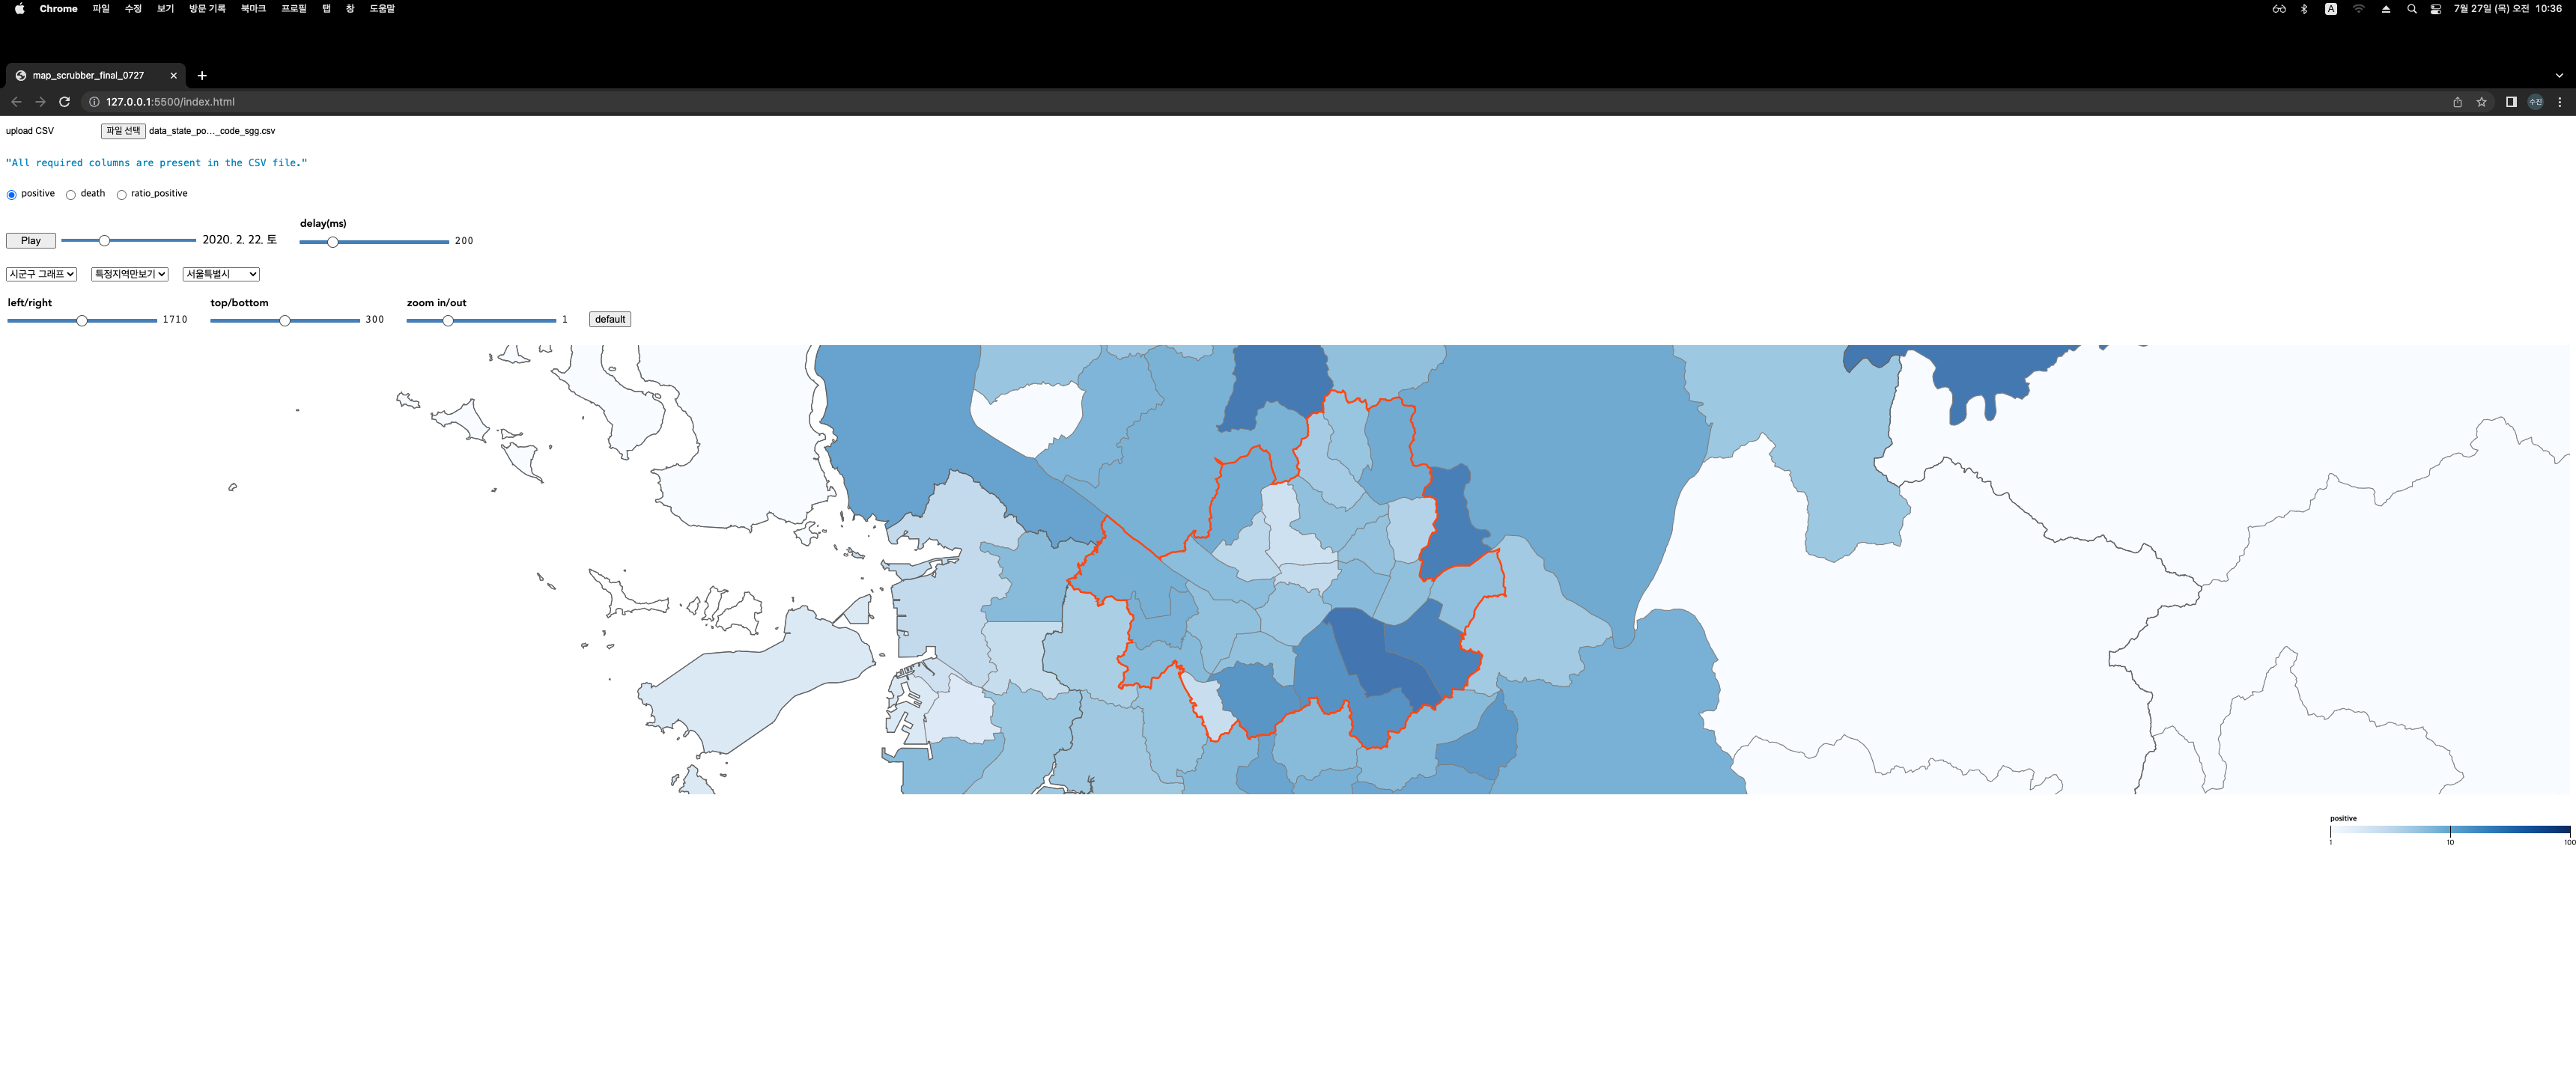 Chrome 파일 수정 보기 방문 기록 북마크 프로필 탭 창 도움말 A 7월 27일 (목) 오전 10:36
map_scrubber_final_0727
127.0.0.1:5500/index.html 수진
upload CSV 파일 선택 data_state_po…_code_sgg.csv
"All required columns are present in the CSV file."
positive death ratio_positive
delay(ms)
Play 2020. 2. 22. 토 200
시군구 그래프 특정지역만보기 서울특별시
left/right top/bottom zoom in/out
1710 300 1 default
positive
1 10 100